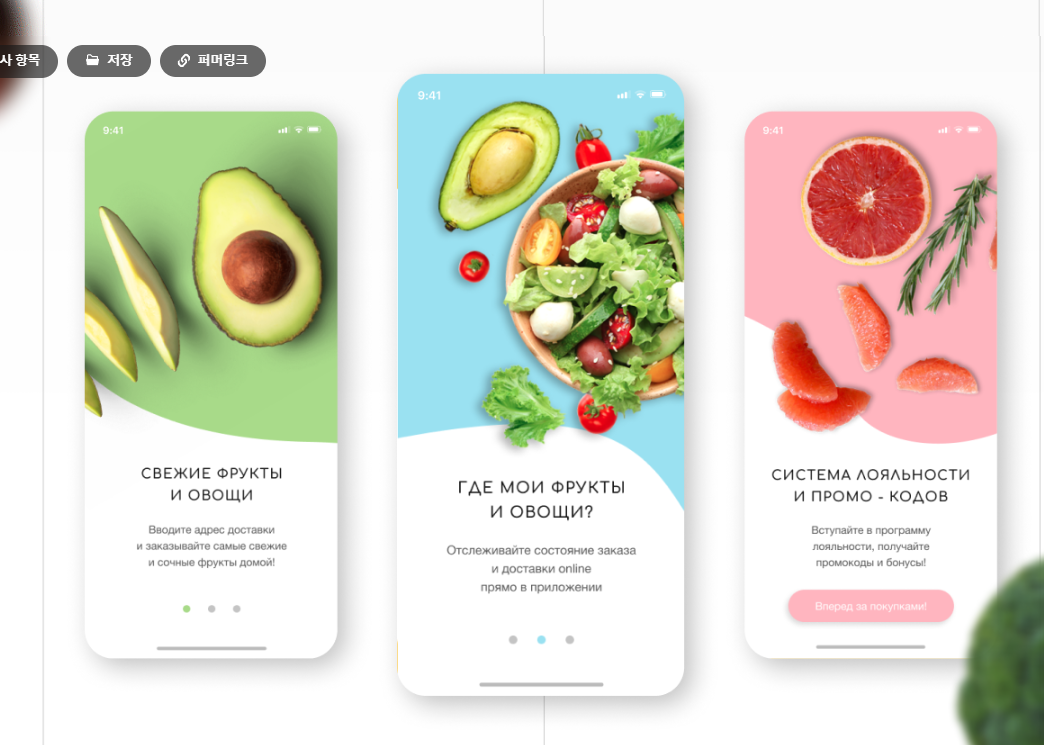 사 항목
저장
퍼머링크
9:41
СВЕЖИЕ ФРУКТЫ
И ОВОЩИ
Вводите адрес доставки
и заказывайте самые свежие
и сочные фрукты домой!
9:41
ГДЕ МОИ ФРУКТЫ
И ОВОЩИ?
Отслеживайте состояние заказа
и доставки online
прямо в приложении
9:41
СИСТЕМА ЛОЯЛЬНОСТИ
И ПРОМО - КОДОВ
Вступайте в программу
лояльности, получайте
промокоды и бонусы!
Вперед за покупками!